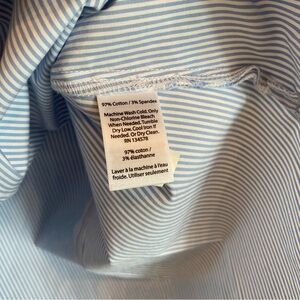 97% Cotton / 3% Spandex
Machine Wash Cold. Only
Non-Chlorine Bleach
When Needed. Tumble
Dry Low. Cool Iron If
Needed. Or Dry Clean.
RN 134578
97% coton /
3% élasthanne
Laver à la machine à l'eau
froide. Utiliser seulement